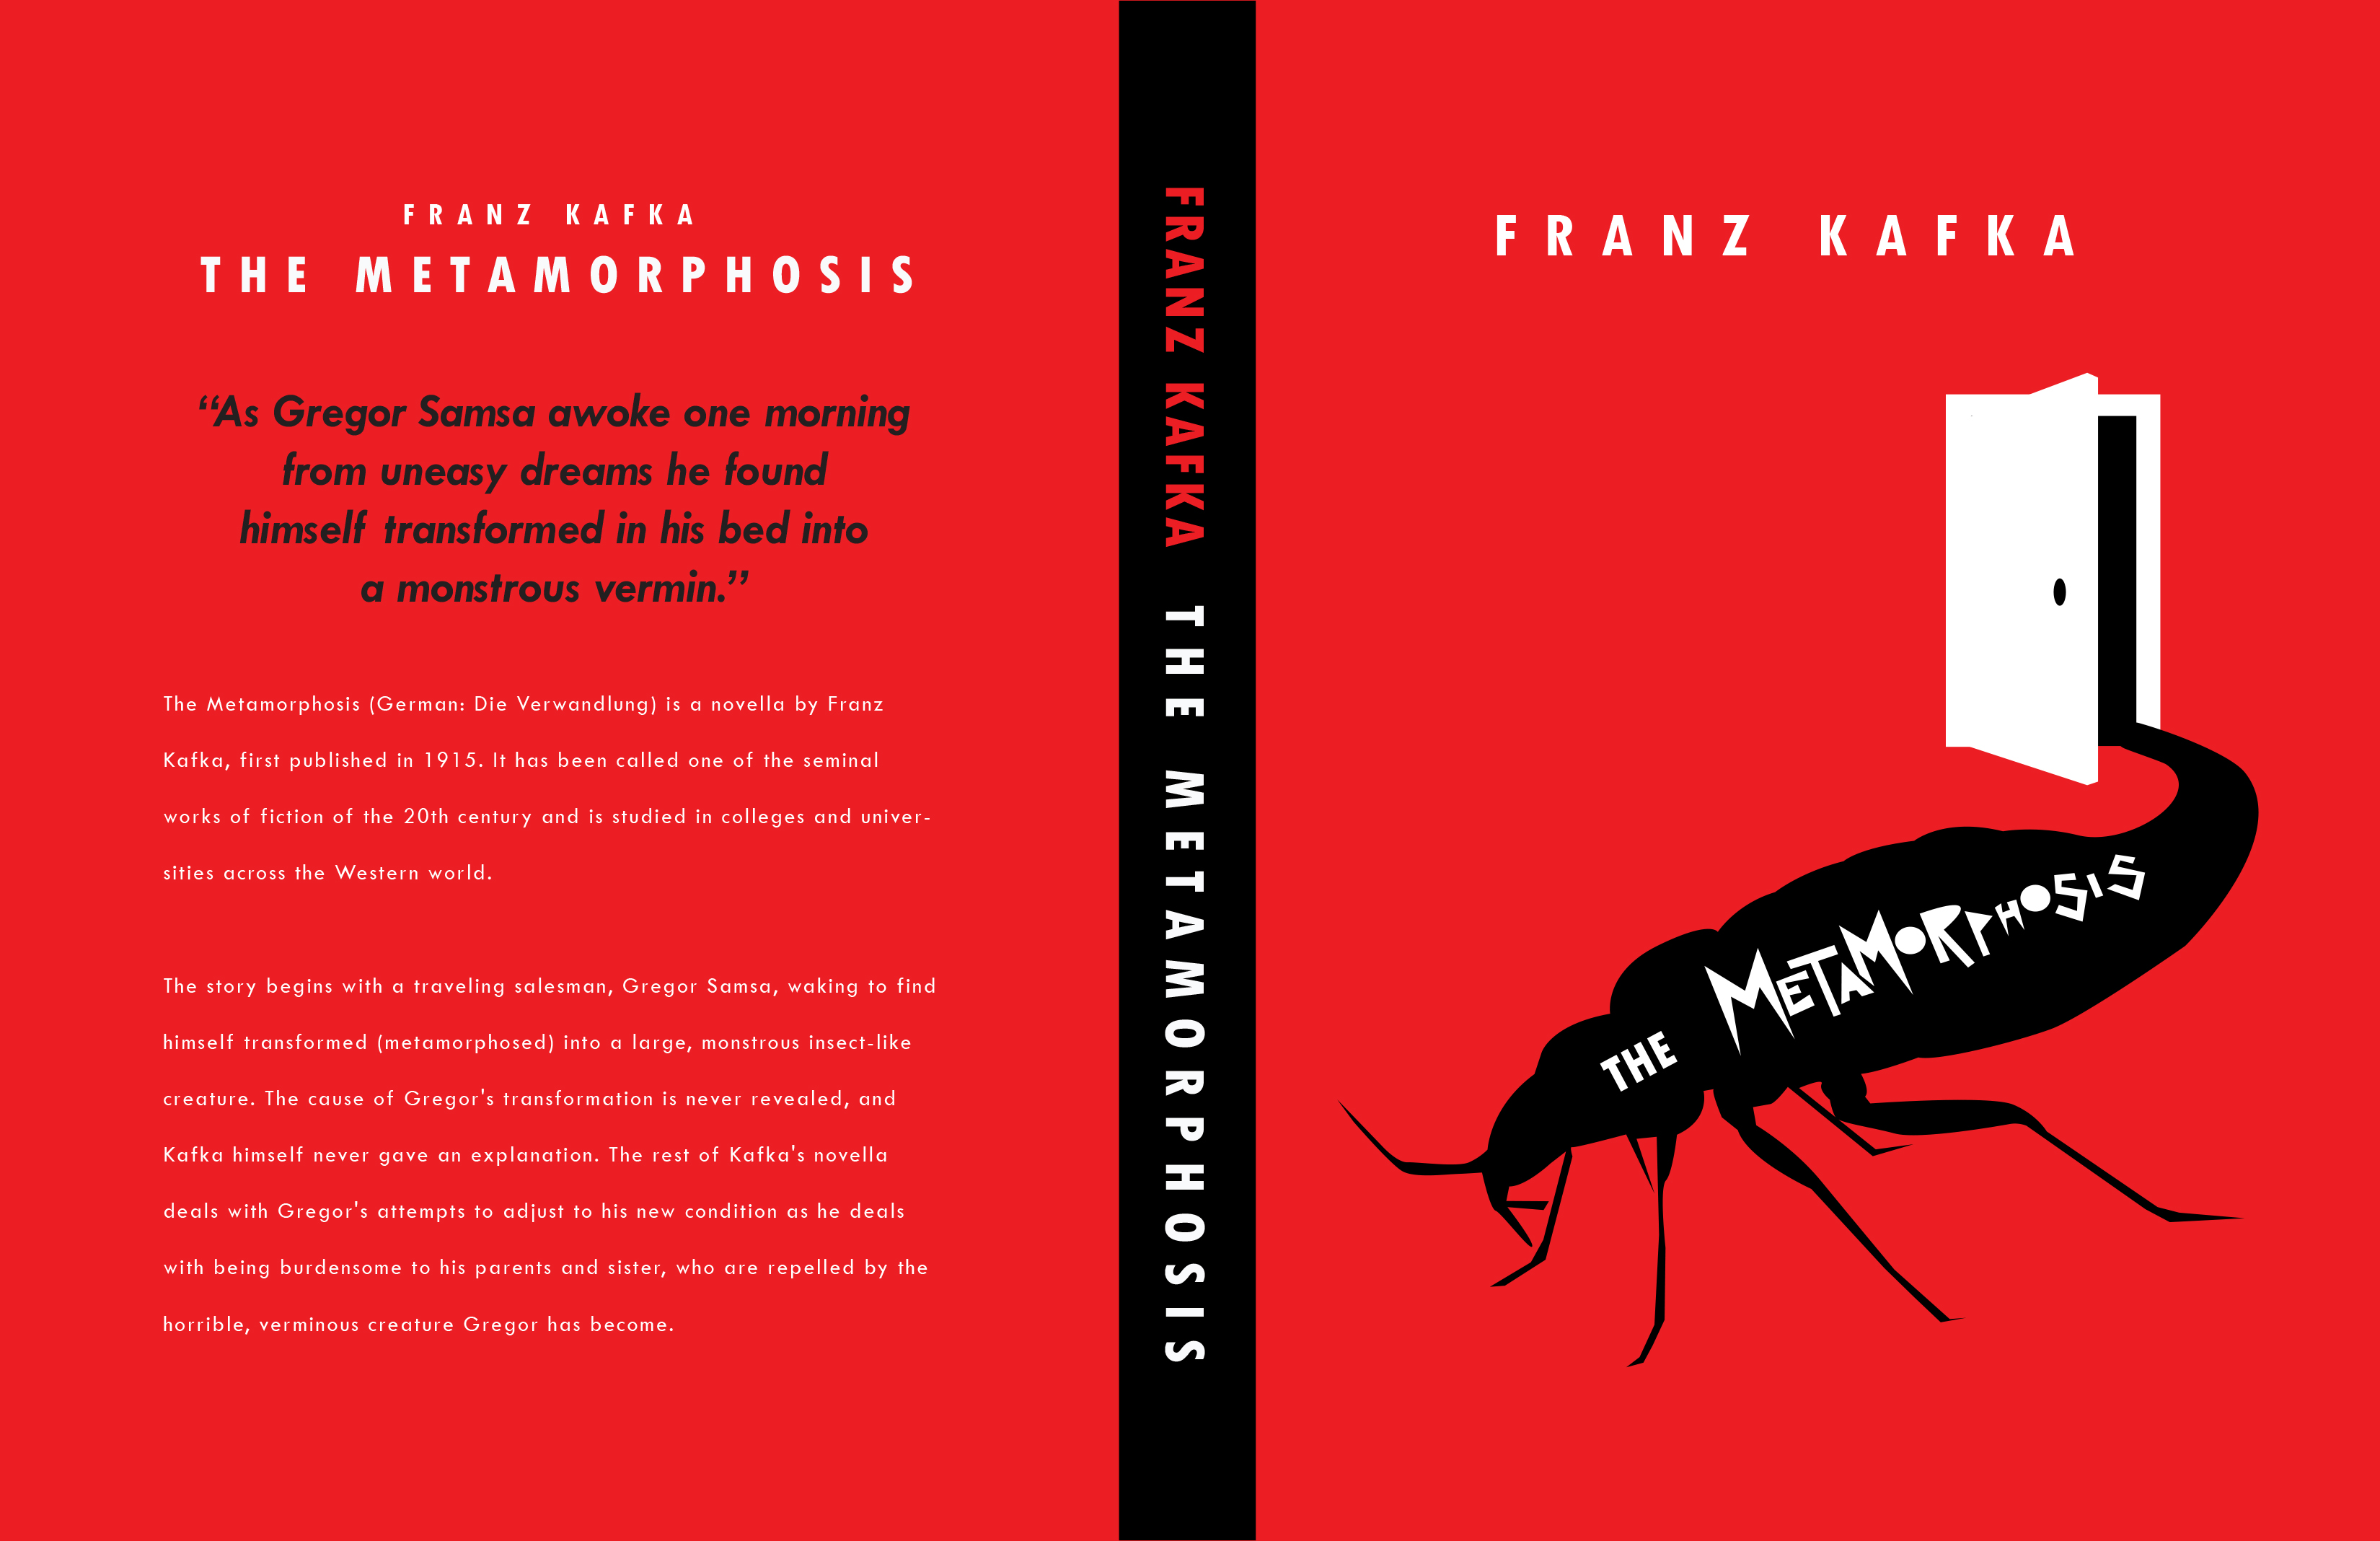 FRANZ KAFKA
THE METAMORPHOSIS
“As Gregor Samsa awoke one morning
from uneasy dreams he found
himself transformed in his bed into
a monstrous vermin.”
The Metamorphosis (German: Die Verwandlung) is a novella by Franz
Kafka, first published in 1915. It has been called one of the seminal
works of fiction of the 20th century and is studied in colleges and univer-
sities across the Western world.
The story begins with a traveling salesman, Gregor Samsa, waking to find
himself transformed (metamorphosed) into a large, monstrous insect-like
creature. The cause of Gregor's transformation is never revealed, and
Kafka himself never gave an explanation. The rest of Kafka's novella
deals with Gregor's attempts to adjust to his new condition as he deals
with being burdensome to his parents and sister, who are repelled by the
horrible, verminous creature Gregor has become.
FRANZ KAFKA THE METAMORPHOSIS
FRANZ KAFKA
THE METAMORPHOSIS